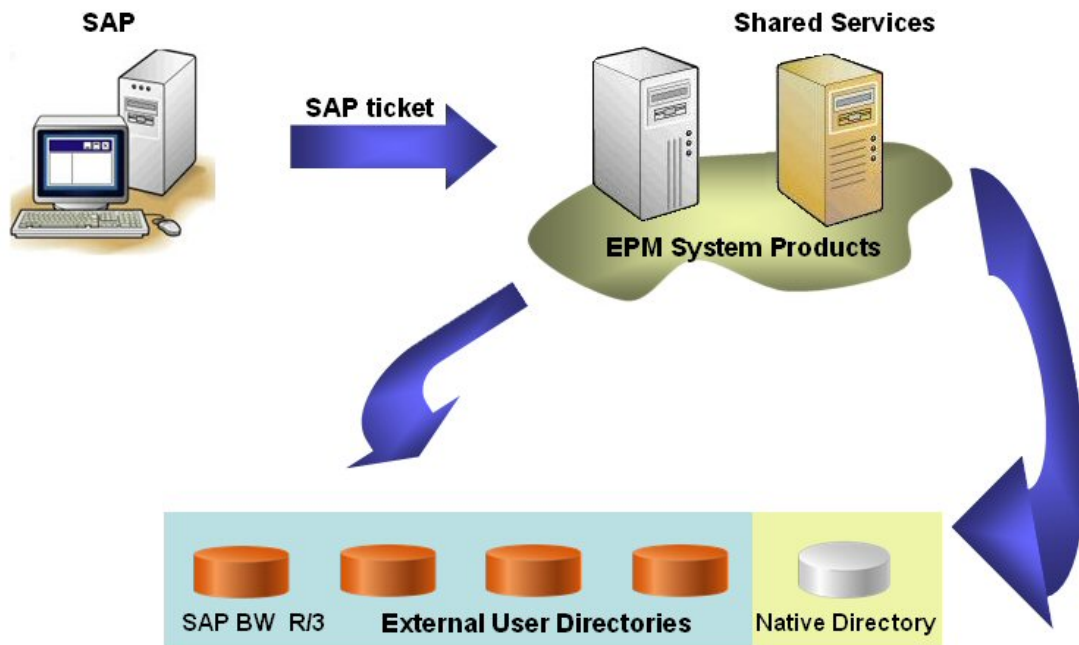 SAP
Shared Services
SAP ticket
EPM System Products
SAP BW R/3
External User Directories
Native Directory